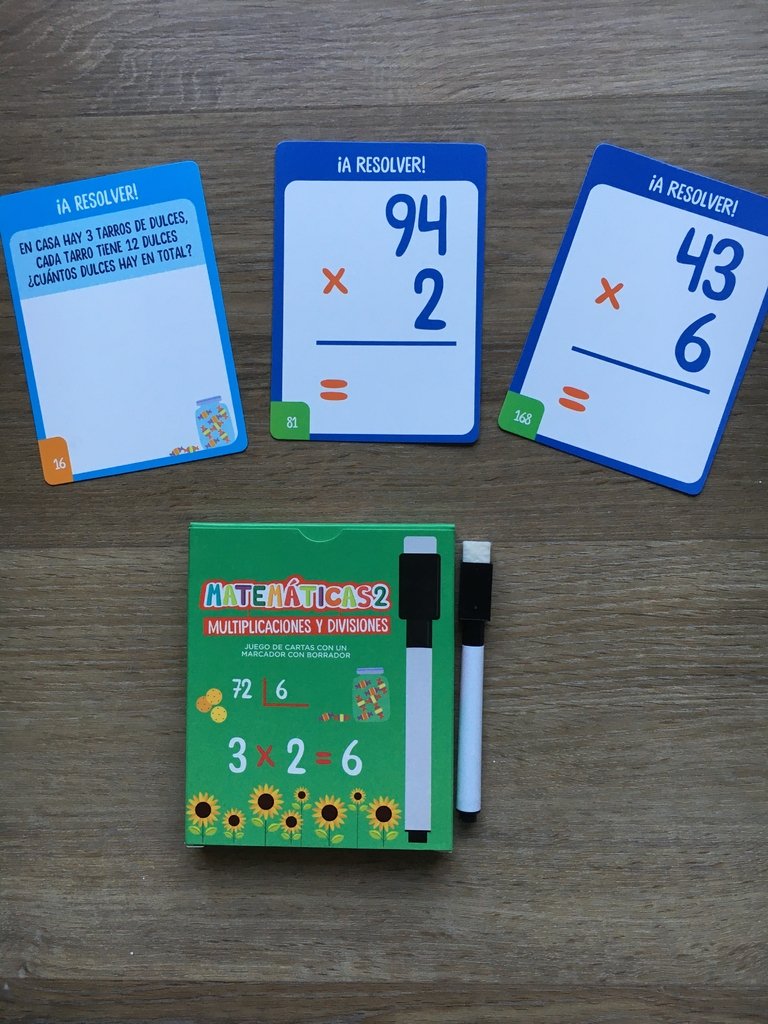 ¡A RESOLVER!
EN CASA HAY 3 TARROS DE DULCES,
CADA TARRO TIENE 12 DULCES
¿CUÁNTOS DULCES HAY EN TOTAL?
16
¡A RESOLVER!
94
x 2
=
81
¡A RESOLVER!
43
x 6
=
168
MATEMÁTICAS2
MULTIPLICACIONES Y DIVISIONES
JUEGO DE CARTAS CON UN
MARCADOR CON BORRADOR
72 6
3 x 2 = 6